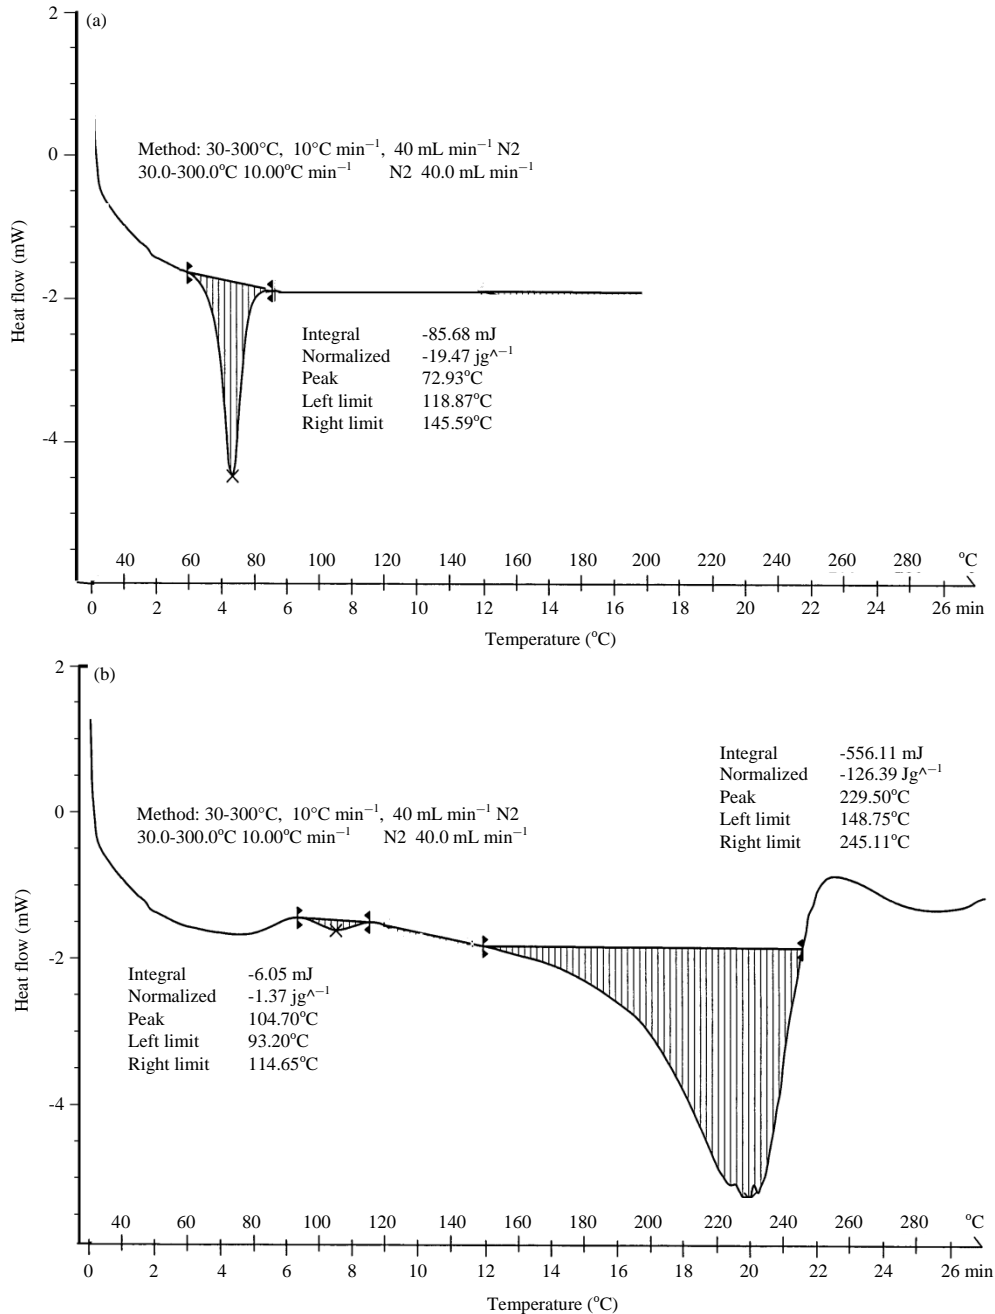 (a)
2
0
-2
-4
Heat flow (mW)
Method: 30-300°C, 10°C min⁻¹, 40 mL min⁻¹ N2
30.0-300.0°C 10.00°C min⁻¹ N2 40.0 mL min⁻¹
Integral -85.68 mJ
Normalized -19.47 jg^⁻¹
Peak 72.93°C
Left limit 118.87°C
Right limit 145.59°C
40 60 80 100 120 140 160 180 200 220 200 280 °C
0 2 4 6 8 10 12 14 16 18 20 22 24 26 min
Temperature (°C)
(b)
2
0
-2
-4
Heat flow (mW)
Integral -556.11 mJ
Normalized -126.39 Jg^⁻¹
Peak 229.50°C
Left limit 148.75°C
Right limit 245.11°C
Method: 30-300°C, 10°C min⁻¹, 40 mL min⁻¹ N2
30.0-300.0°C 10.00°C min⁻¹ N2 40.0 mL min⁻¹
Integral -6.05 mJ
Normalized -1.37 jg^⁻¹
Peak 104.70°C
Left limit 93.20°C
Right limit 114.65°C
40 60 80 100 120 140 160 180 200 220 240 260 280 °C
0 2 4 6 8 10 12 14 16 18 20 22 24 26 min
Temperature (°C)